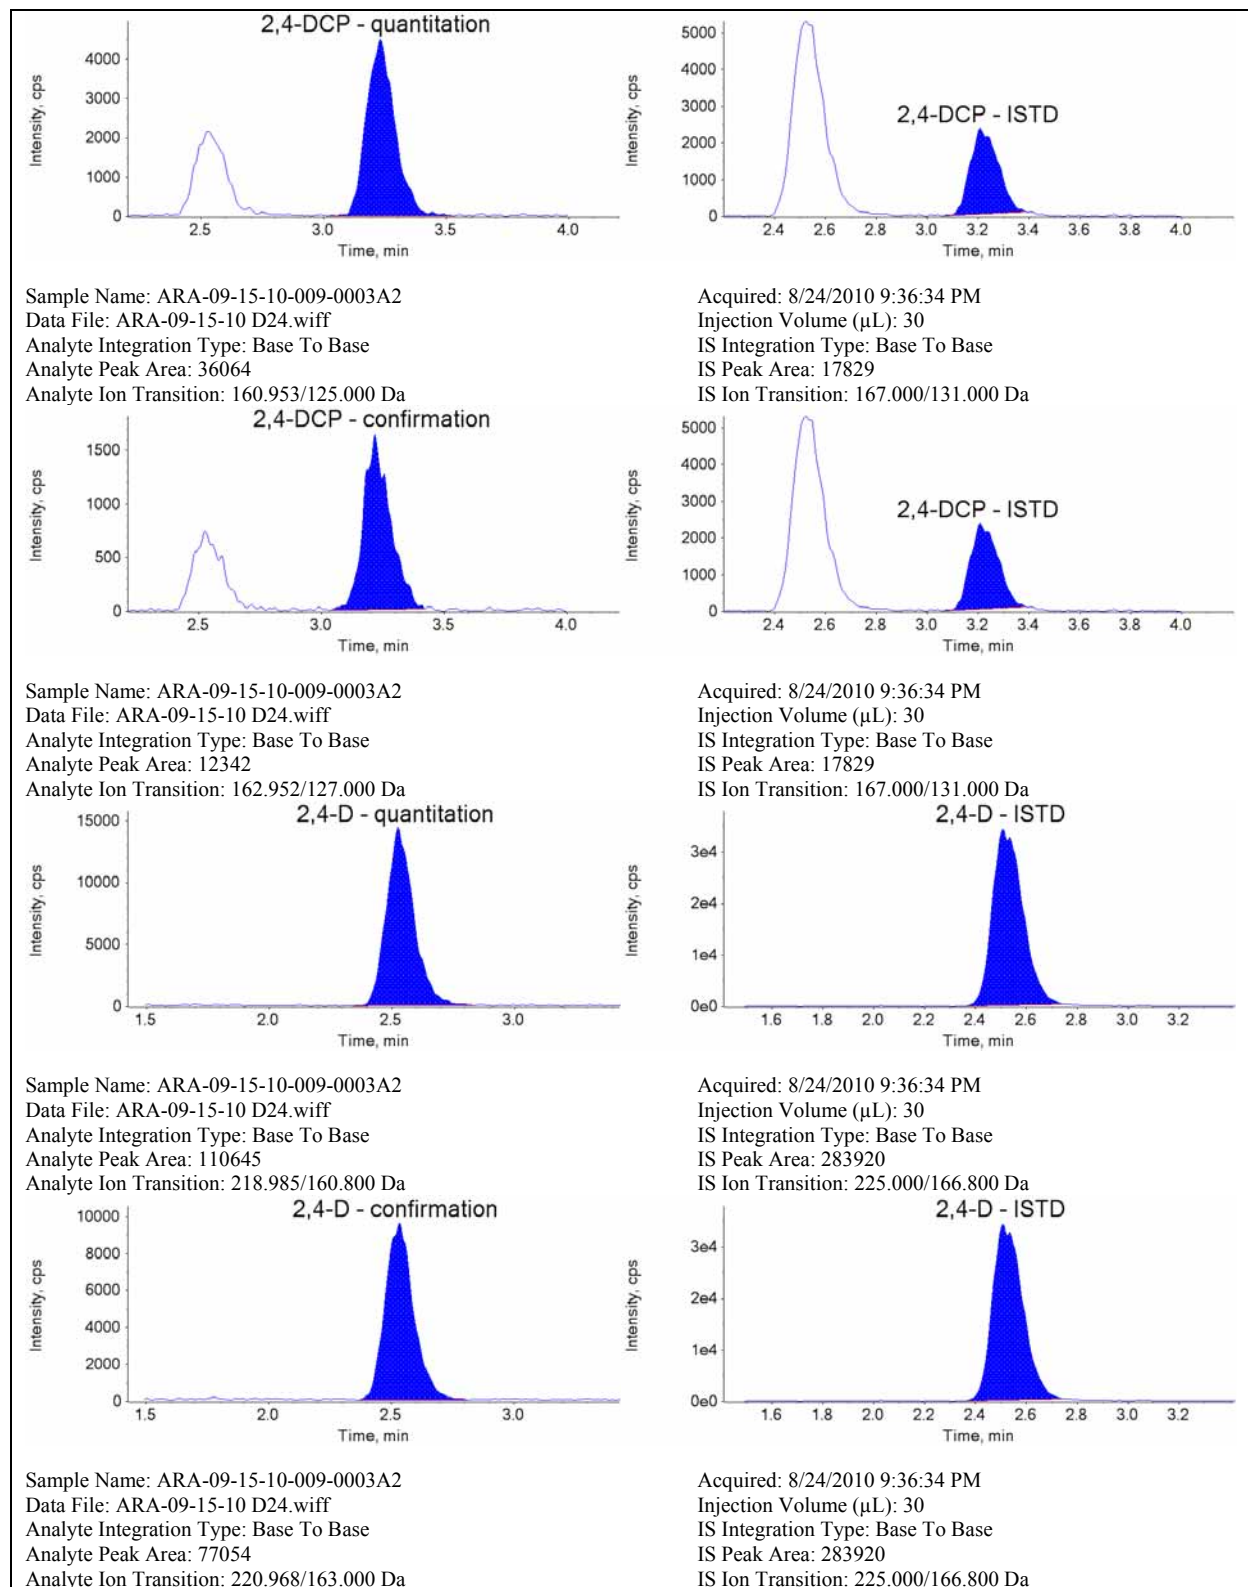 2,4-DCP - quantitation
4000
3000
2000
1000
0
Intensity, cps
2.5 3.0 3.5 4.0
Time, min
2,4-DCP - ISTD
5000
4000
3000
2000
1000
0
Intensity, cps
2.4 2.6 2.8 3.0 3.2 3.4 3.6 3.8 4.0
Time, min
Sample Name: ARA-09-15-10-009-0003A2
Data File: ARA-09-15-10 D24.wiff
Analyte Integration Type: Base To Base
Analyte Peak Area: 36064
Analyte Ion Transition: 160.953/125.000 Da
Acquired: 8/24/2010 9:36:34 PM
Injection Volume (µL): 30
IS Integration Type: Base To Base
IS Peak Area: 17829
IS Ion Transition: 167.000/131.000 Da
2,4-DCP - confirmation
1500
1000
500
0
Intensity, cps
2.5 3.0 3.5 4.0
Time, min
2,4-DCP - ISTD
5000
4000
3000
2000
1000
0
Intensity, cps
2.4 2.6 2.8 3.0 3.2 3.4 3.6 3.8 4.0
Time, min
Sample Name: ARA-09-15-10-009-0003A2
Data File: ARA-09-15-10 D24.wiff
Analyte Integration Type: Base To Base
Analyte Peak Area: 12342
Analyte Ion Transition: 162.952/127.000 Da
Acquired: 8/24/2010 9:36:34 PM
Injection Volume (µL): 30
IS Integration Type: Base To Base
IS Peak Area: 17829
IS Ion Transition: 167.000/131.000 Da
2,4-D - quantitation
15000
10000
5000
0
Intensity, cps
1.5 2.0 2.5 3.0
Time, min
2,4-D - ISTD
3e4
2e4
1e4
0e0
Intensity, cps
1.6 1.8 2.0 2.2 2.4 2.6 2.8 3.0 3.2
Time, min
Sample Name: ARA-09-15-10-009-0003A2
Data File: ARA-09-15-10 D24.wiff
Analyte Integration Type: Base To Base
Analyte Peak Area: 110645
Analyte Ion Transition: 218.985/160.800 Da
Acquired: 8/24/2010 9:36:34 PM
Injection Volume (µL): 30
IS Integration Type: Base To Base
IS Peak Area: 283920
IS Ion Transition: 225.000/166.800 Da
2,4-D - confirmation
10000
8000
6000
4000
2000
0
Intensity, cps
1.5 2.0 2.5 3.0
Time, min
2,4-D - ISTD
3e4
2e4
1e4
0e0
Intensity, cps
1.6 1.8 2.0 2.2 2.4 2.6 2.8 3.0 3.2
Time, min
Sample Name: ARA-09-15-10-009-0003A2
Data File: ARA-09-15-10 D24.wiff
Analyte Integration Type: Base To Base
Analyte Peak Area: 77054
Analyte Ion Transition: 220.968/163.000 Da
Acquired: 8/24/2010 9:36:34 PM
Injection Volume (µL): 30
IS Integration Type: Base To Base
IS Peak Area: 283920
IS Ion Transition: 225.000/166.800 Da